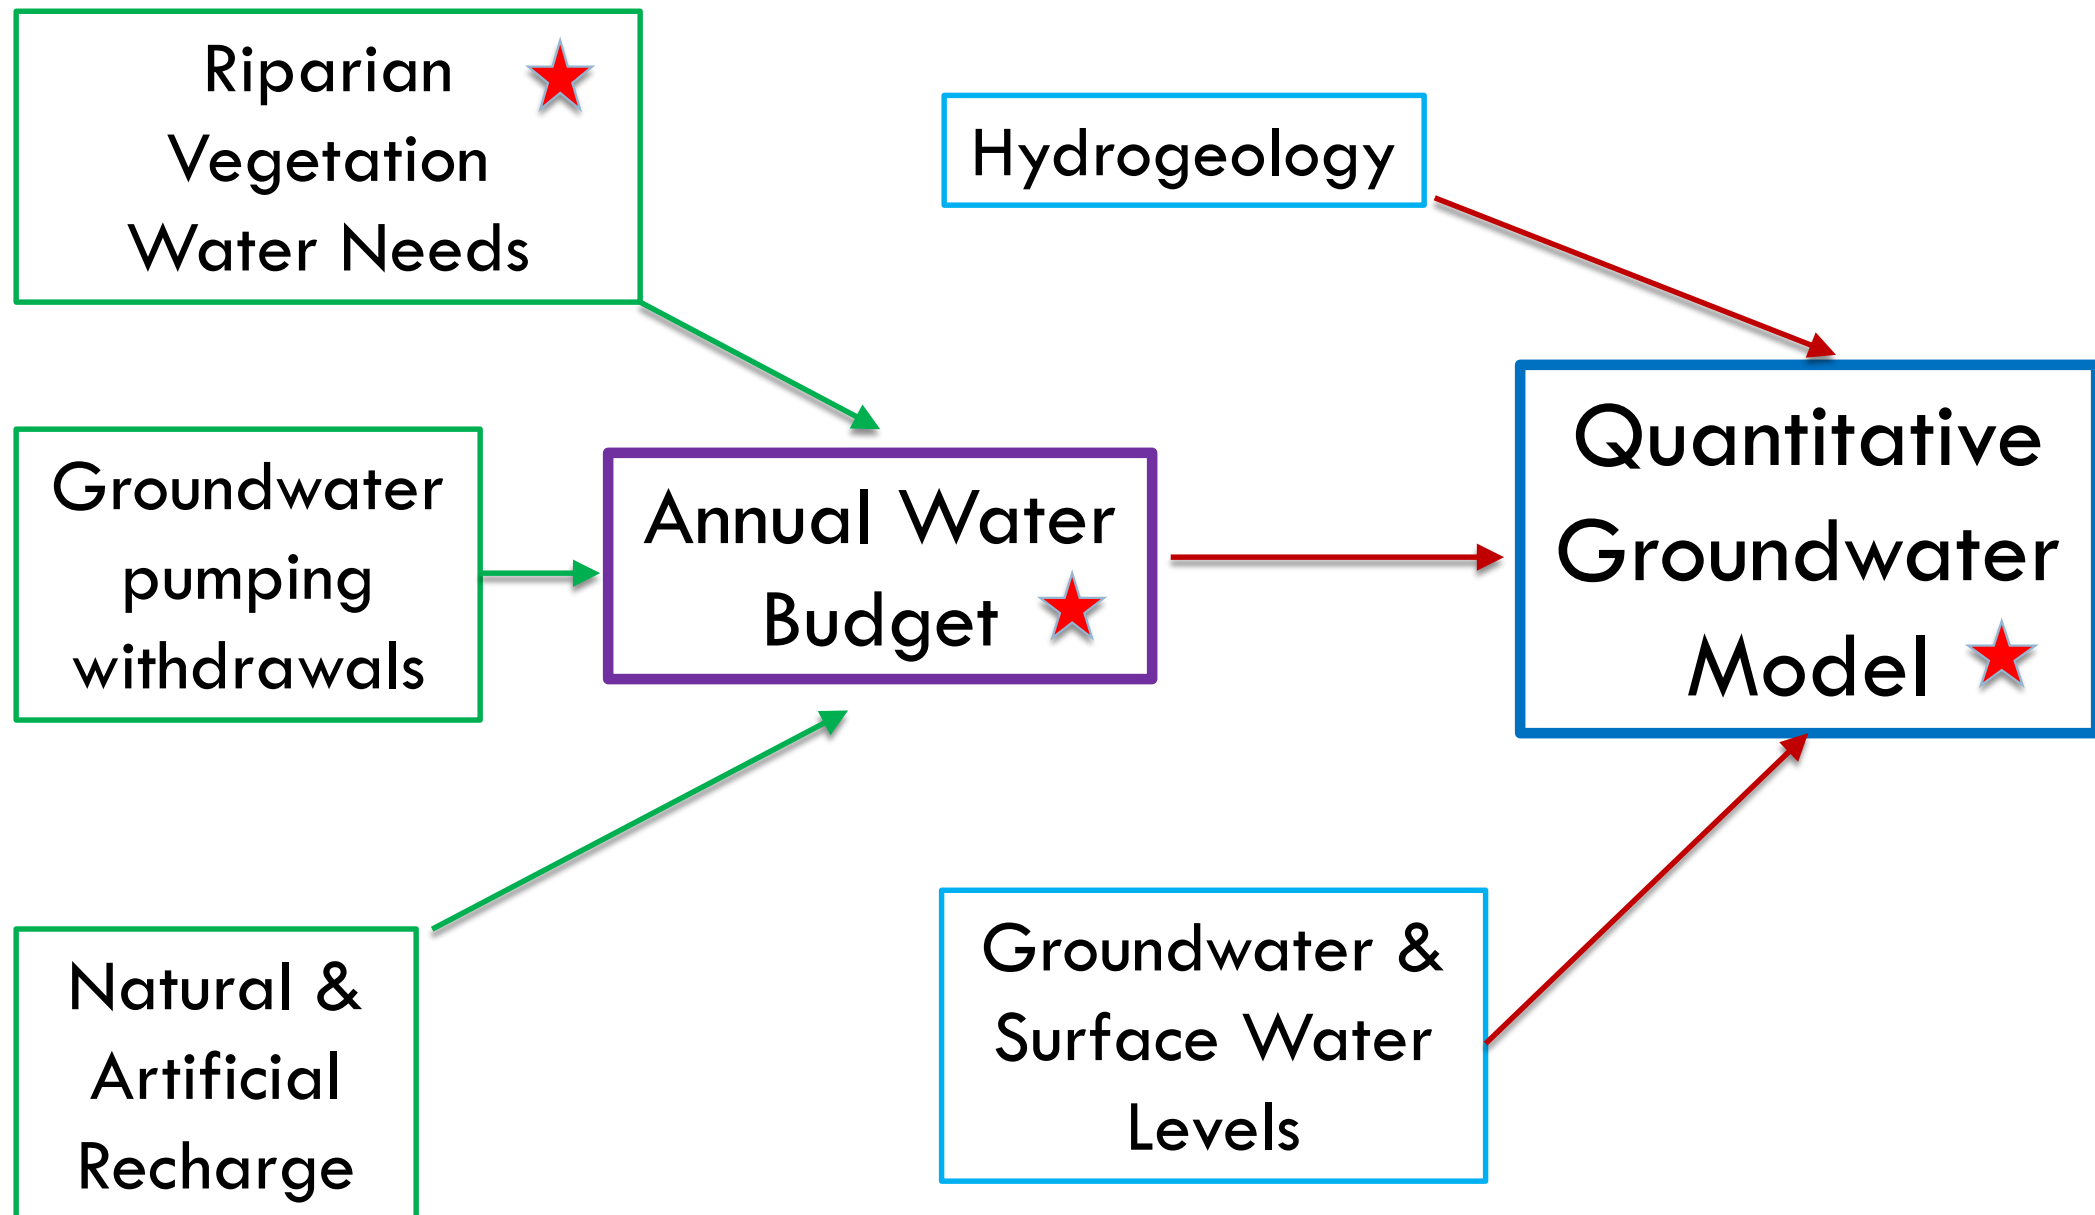 Riparian
Vegetation
Water Needs
Hydrogeology
Groundwater
pumping
withdrawals
Annual Water
Budget
Quantitative
Groundwater
Model
Natural &
Artificial
Recharge
Groundwater &
Surface Water
Levels